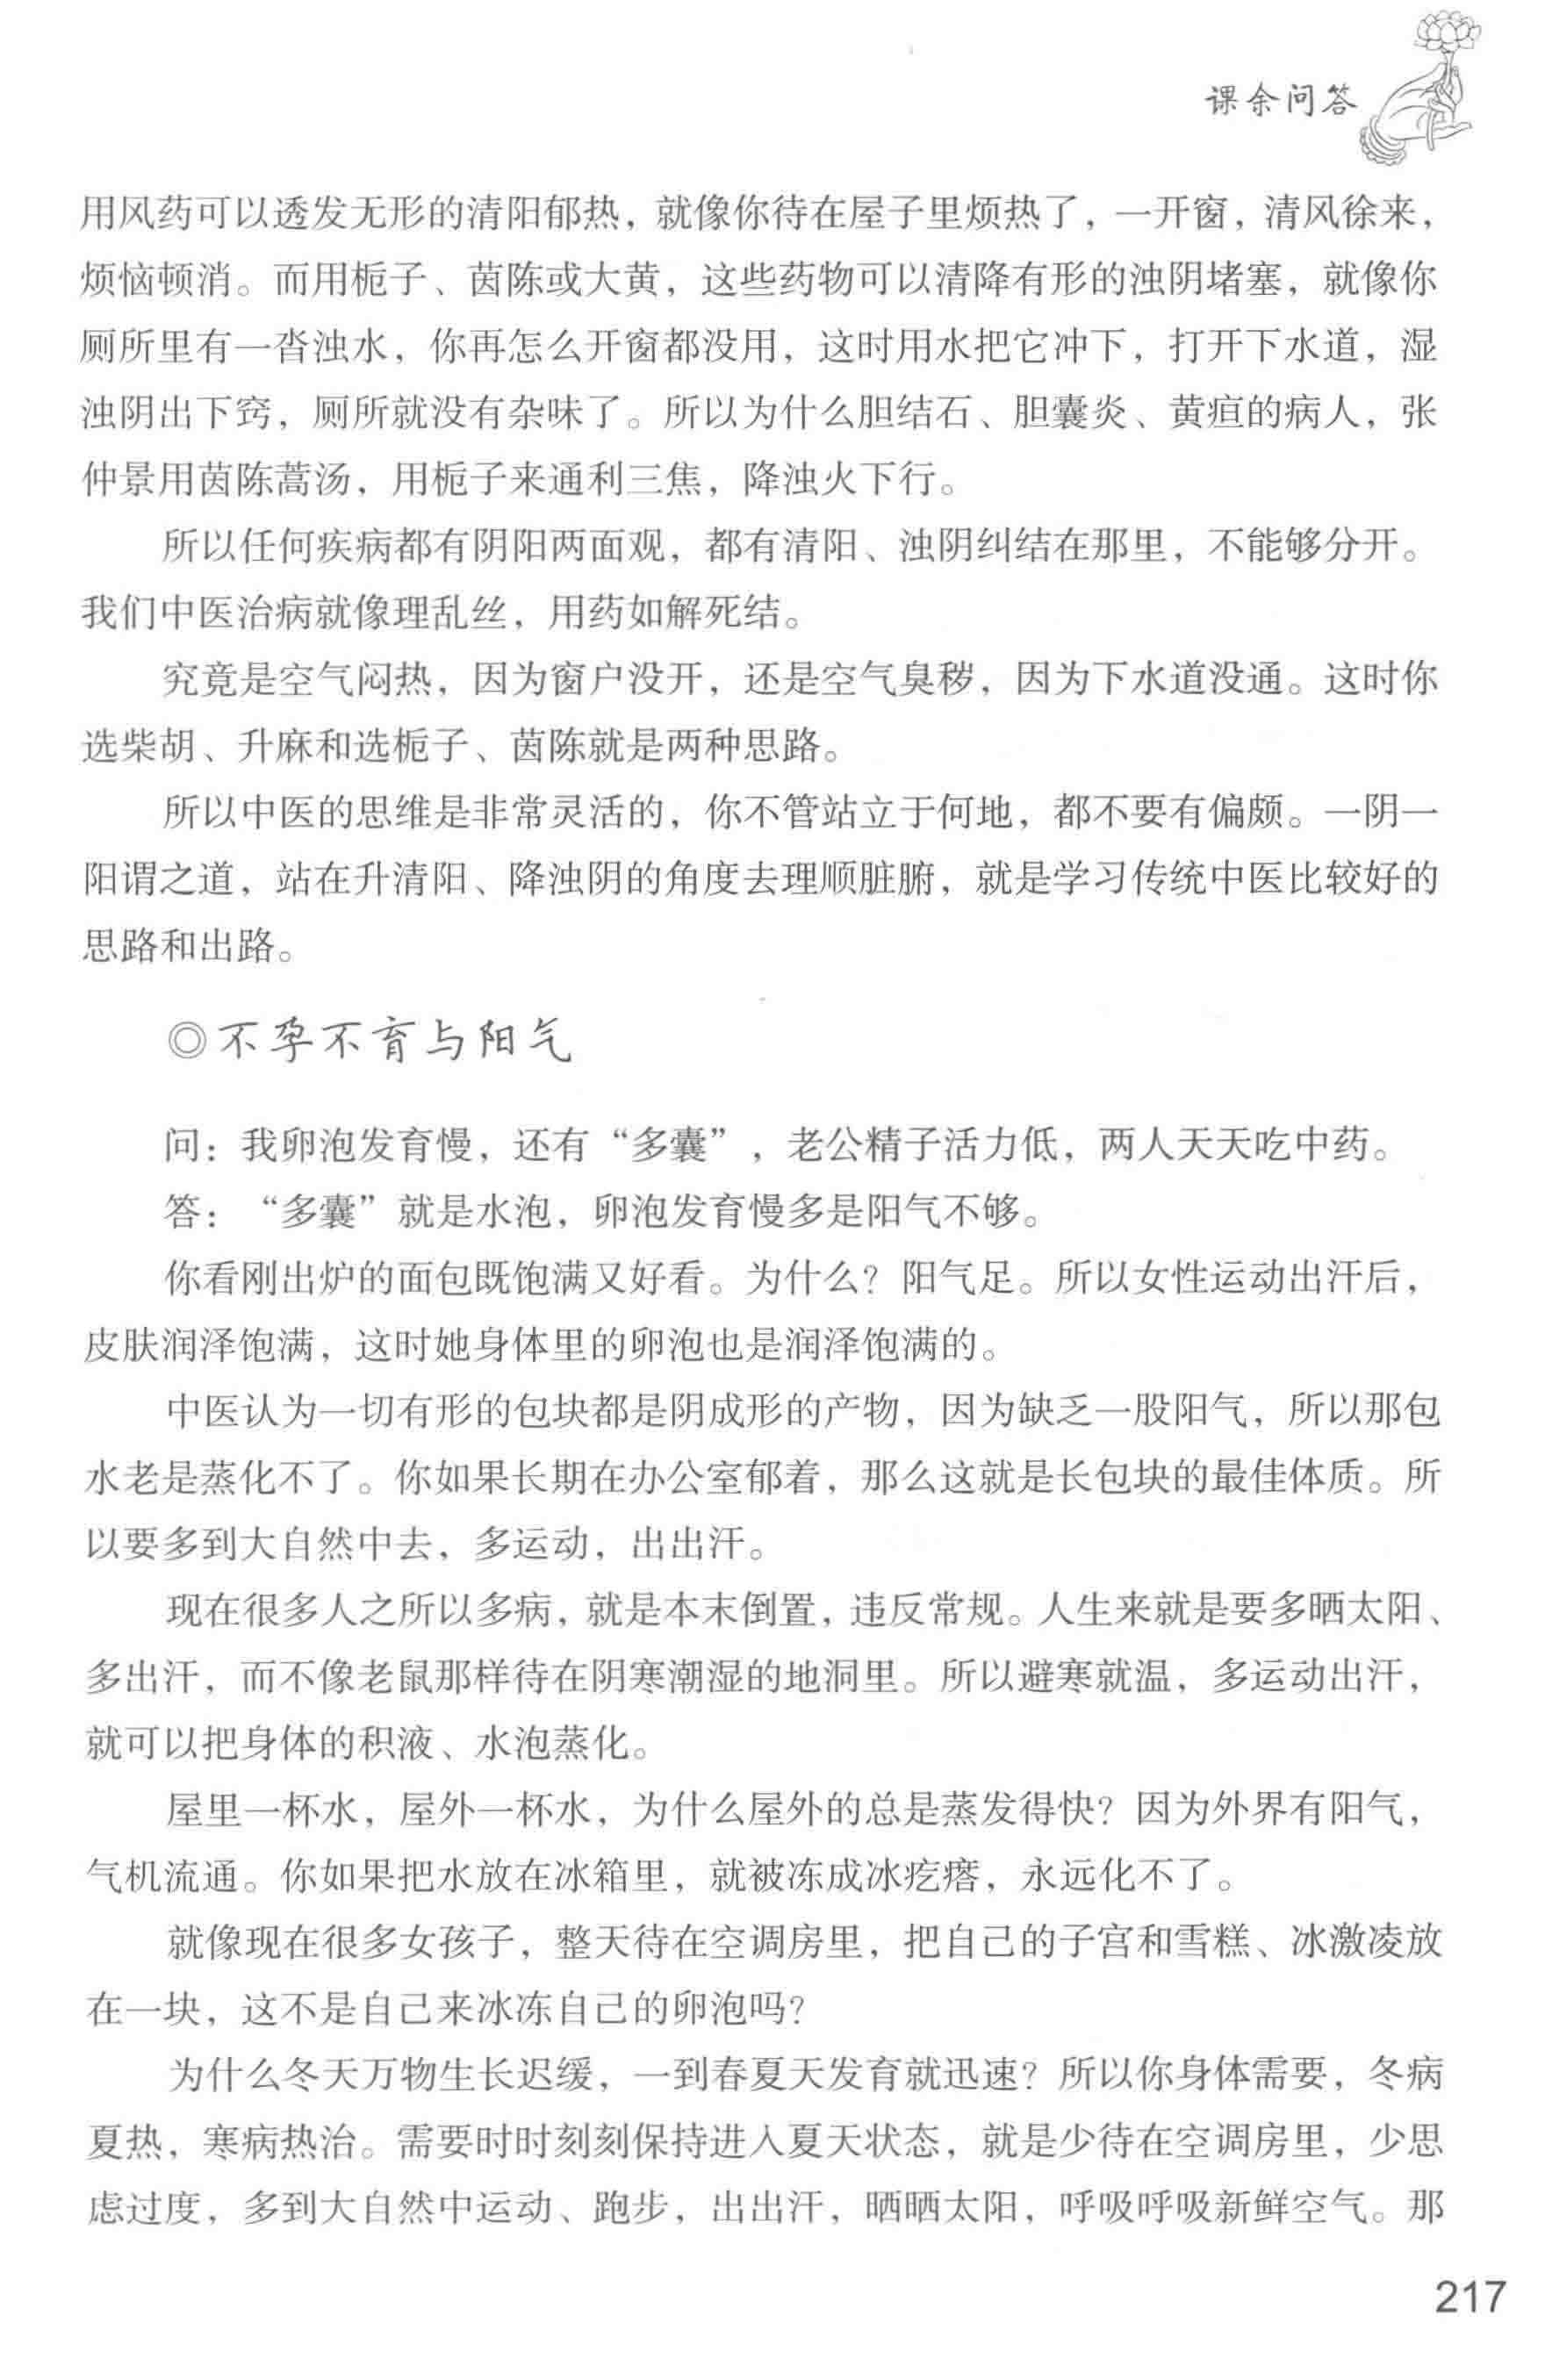 课余问答
用风药可以透发无形的清阳郁热，就像你待在屋子里烦热了，一开窗，清风徐来，
烦恼顿消。而用栀子、茵陈或大黄，这些药物可以清降有形的浊阴堵塞，就像你
厕所里有一沓浊水，你再怎么开窗都没用，这时用水把它冲下，打开下水道，湿
浊阴出下窍，厕所就没有杂味了。所以为什么胆结石、胆囊炎、黄疸的病人，张
仲景用茵陈蒿汤，用栀子来通利三焦，降浊火下行。
所以任何疾病都有阴阳两面观，都有清阳、浊阴纠结在那里，不能够分开。
我们中医治病就像理乱丝，用药如解死结。
究竟是空气闷热，因为窗户没开，还是空气臭秽，因为下水道没通。这时你
选柴胡、升麻和选栀子、茵陈就是两种思路。
所以中医的思维是非常灵活的，你不管站立于何地，都不要有偏颇。一阴一
阳谓之道，站在升清阳、降浊阴的角度去理顺脏腑，就是学习传统中医比较好的
思路和出路。
◎不孕不育与阳气
问：我卵泡发育慢，还有“多囊”，老公精子活力低，两人天天吃中药。
答：“多囊”就是水泡，卵泡发育慢多是阳气不够。
你看刚出炉的面包既饱满又好看。为什么？阳气足。所以女性运动出汗后，
皮肤润泽饱满，这时她身体里的卵泡也是润泽饱满的。
中医认为一切有形的包块都是阴成形的产物，因为缺乏一股阳气，所以那包
水老是蒸化不了。你如果长期在办公室郁着，那么这就是长包块的最佳体质。所
以要多到大自然中去，多运动，出出汗。
现在很多人之所以多病，就是本末倒置，违反常规。人生来就是要多晒太阳、
多出汗，而不像老鼠那样待在阴寒潮湿的地洞里。所以避寒就温，多运动出汗，
就可以把身体的积液、水泡蒸化。
屋里一杯水，屋外一杯水，为什么屋外的总是蒸发得快？因为外界有阳气，
气机流通。你如果把水放在冰箱里，就被冻成冰疙瘩，永远化不了。
就像现在很多女孩子，整天待在空调房里，把自己的子宫和雪糕、冰激凌放
在一块，这不是自己来冰冻自己的卵泡吗？
为什么冬天万物生长迟缓，一到春夏天发育就迅速？所以你身体需要，冬病
夏热，寒病热治。需要时时刻刻保持进入夏天状态，就是少待在空调房里，少思
虑过度，多到大自然中运动、跑步，出出汗，晒晒太阳，呼吸呼吸新鲜空气。那
217